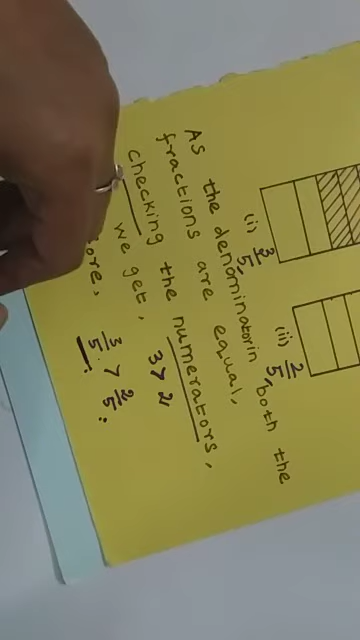 (i) 3/5, (ii) 2/5,
As the denominator in both the
fractions are equal,
checking the numerators,
we get, 3 > 2
ore, 3/5 > 2/5.